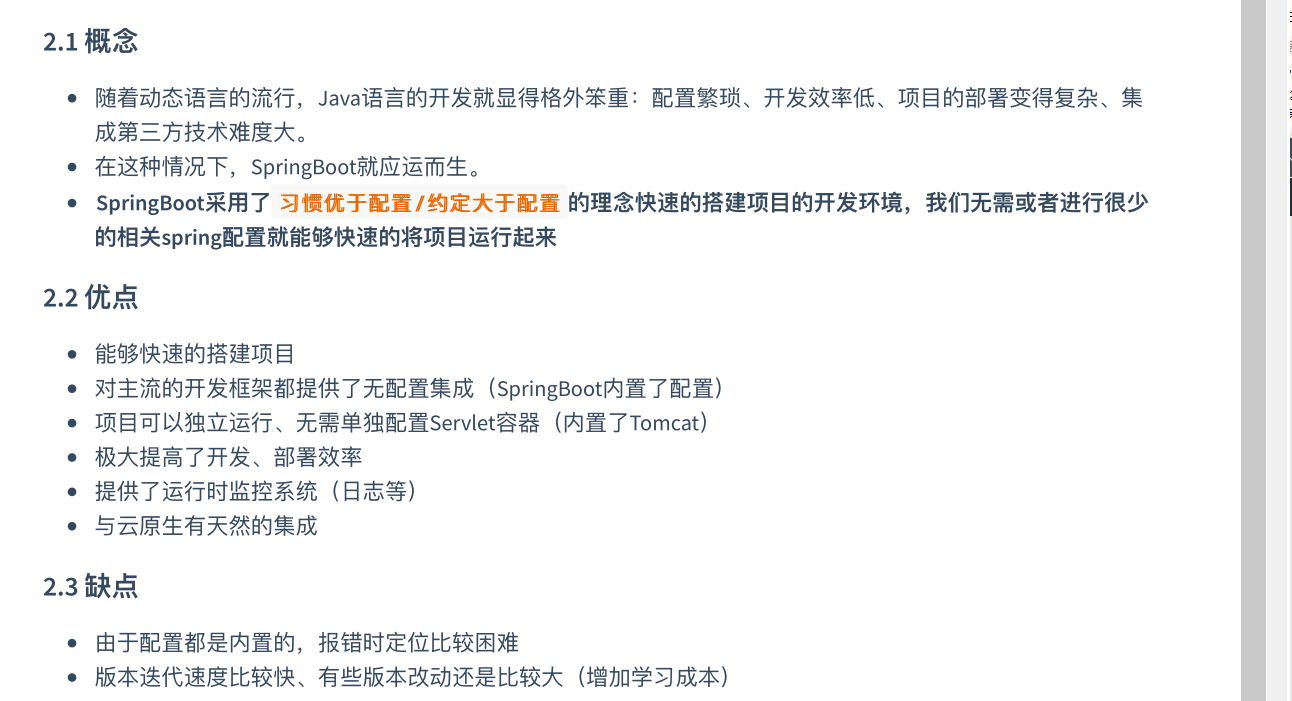 2.1 概念
随着动态语言的流行，Java语言的开发就显得格外笨重：配置繁琐、开发效率低、项目的部署变得复杂、集
成第三方技术难度大。
在这种情况下，SpringBoot就应运而生。
SpringBoot采用了 习惯优于配置/约定大于配置 的理念快速的搭建项目的开发环境，我们无需或者进行很少
的相关spring配置就能够快速的将项目运行起来
2.2 优点
能够快速的搭建项目
对主流的开发框架都提供了无配置集成（SpringBoot内置了配置）
项目可以独立运行、无需单独配置Servlet容器（内置了Tomcat）
极大提高了开发、部署效率
提供了运行时监控系统（日志等）
与云原生有天然的集成
2.3 缺点
由于配置都是内置的，报错时定位比较困难
版本迭代速度比较快、有些版本改动还是比较大（增加学习成本）